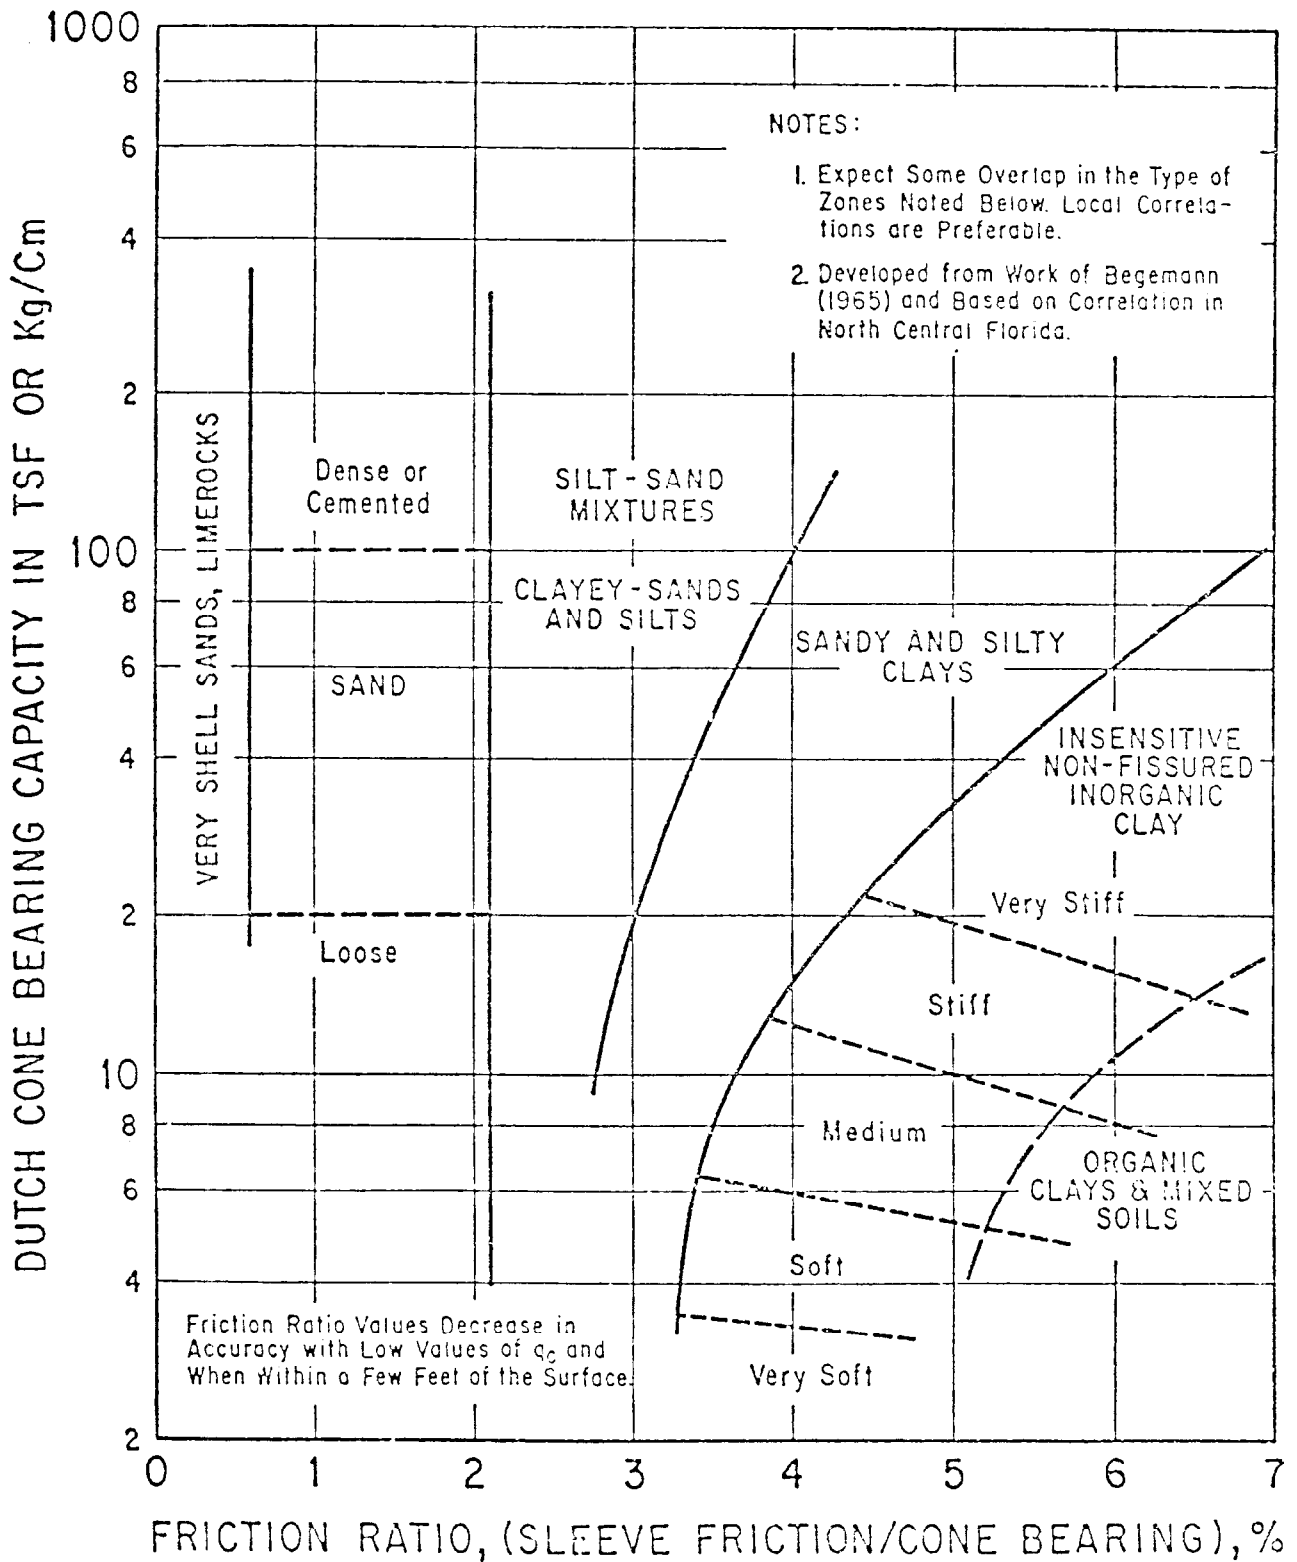 DUTCH CONE BEARING CAPACITY IN TSF OR Kg/Cm
1000
8
6
4
2
100
8
6
4
2
10
8
6
4
2
NOTES:
1. Expect Some Overlap in the Type of
Zones Noted Below. Local Correla-
tions are Preferable.
2. Developed from Work of Begemann
(1965) and Based on Correlation in
North Central Florida.
VERY SHELL SANDS, LIMEROCKS
Dense or
Cemented
SAND
Loose
SILT-SAND
MIXTURES
CLAYEY-SANDS
AND SILTS
SANDY AND SILTY
CLAYS
INSENSITIVE
NON-FISSURED
INORGANIC
CLAY
Very Stiff
Stiff
Medium
Soft
Very Soft
ORGANIC
CLAYS & MIXED
SOILS
Friction Ratio Values Decrease in
Accuracy with Low Values of qc and
When Within a Few Feet of the Surface.
0 1 2 3 4 5 6 7
FRICTION RATIO, (SLEEVE FRICTION/CONE BEARING), %